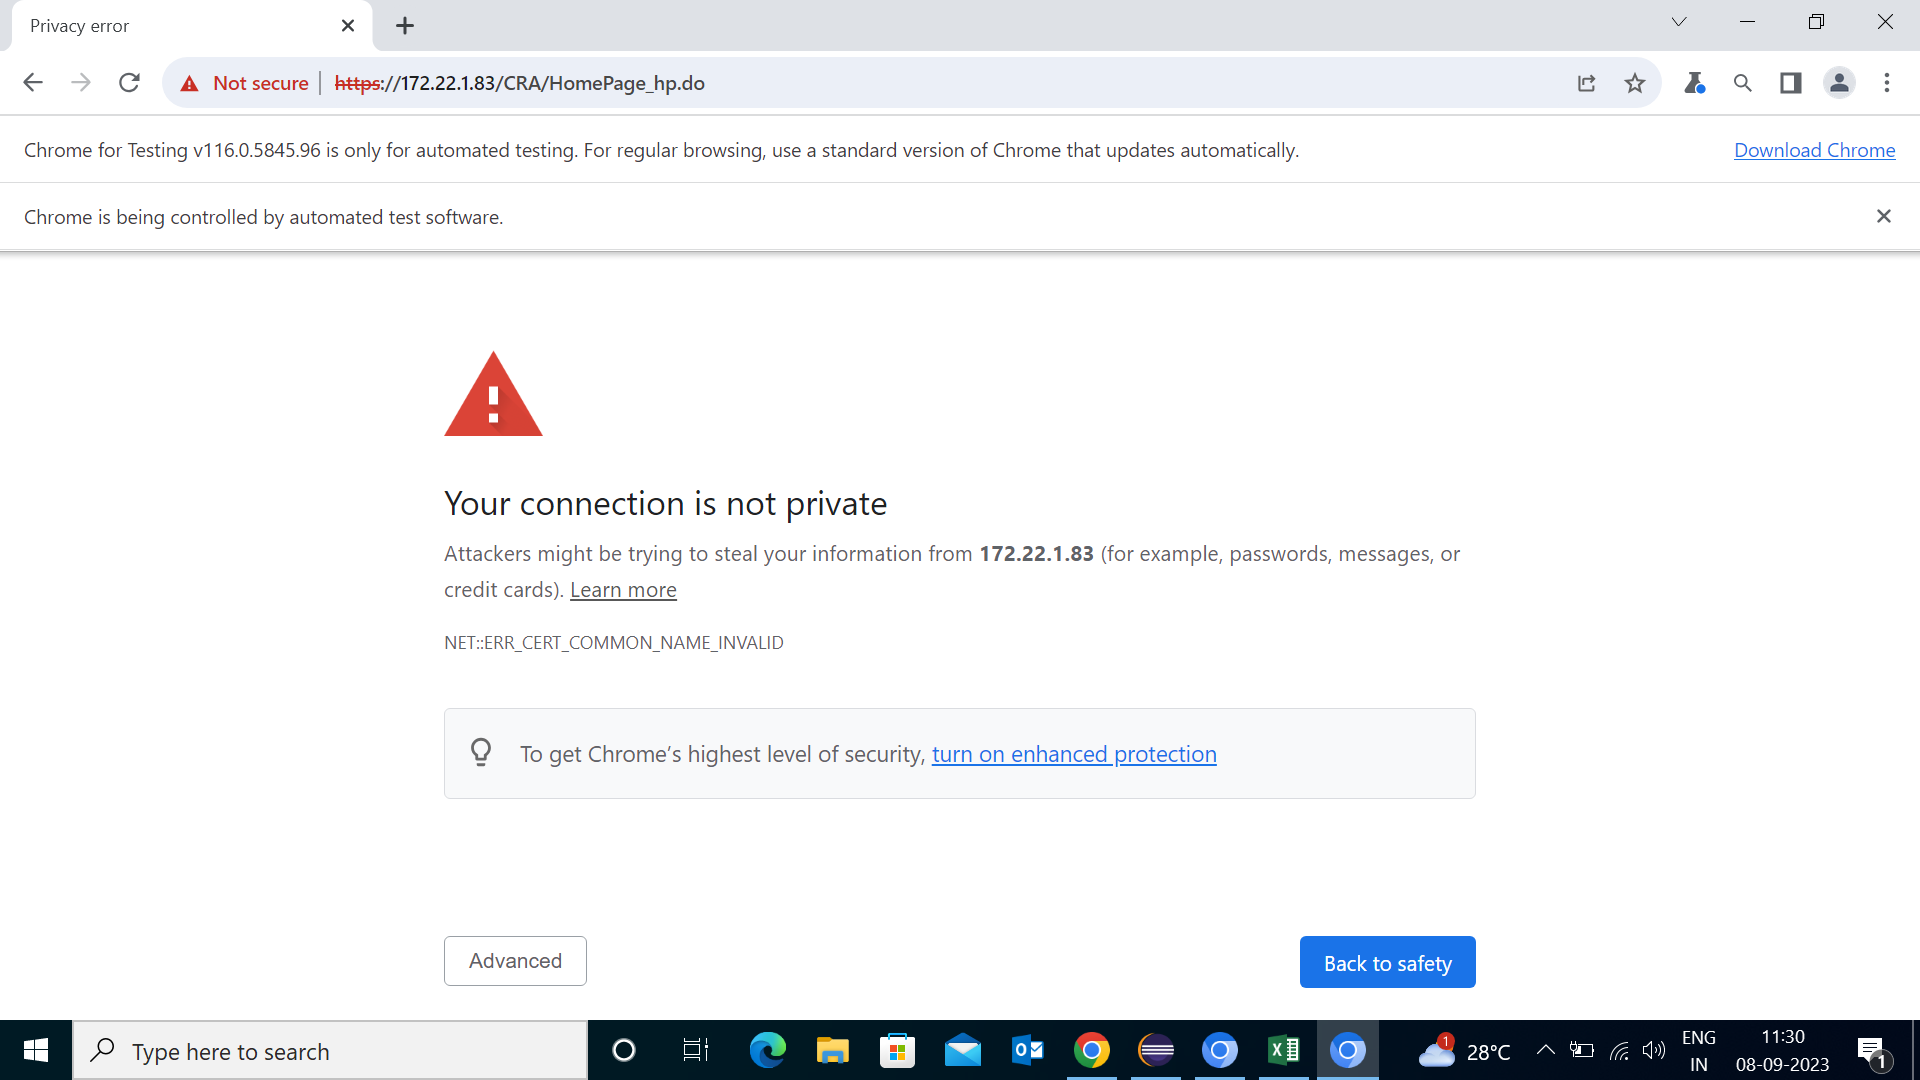 Privacy error
Not secure | https://172.22.1.83/CRA/HomePage_hp.do
Chrome for Testing v116.0.5845.96 is only for automated testing. For regular browsing, use a standard version of Chrome that updates automatically.
Download Chrome
Chrome is being controlled by automated test software.
Your connection is not private
Attackers might be trying to steal your information from 172.22.1.83 (for example, passwords, messages, or
credit cards). Learn more
NET::ERR_CERT_COMMON_NAME_INVALID
To get Chrome's highest level of security, turn on enhanced protection
Advanced
Back to safety
Type here to search
1
28°C
ENG
IN
11:30
08-09-2023
1